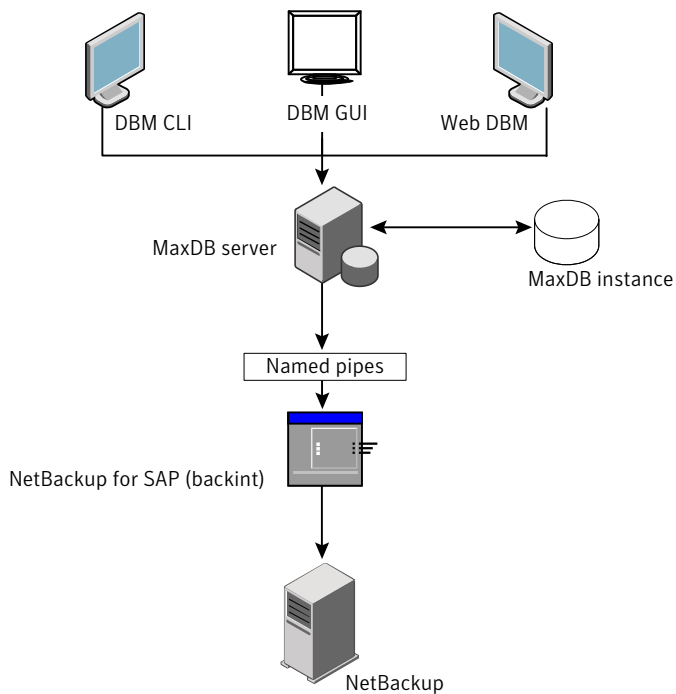 DBM CLI
DBM GUI
Web DBM
MaxDB server
MaxDB instance
Named pipes
NetBackup for SAP (backint)
NetBackup